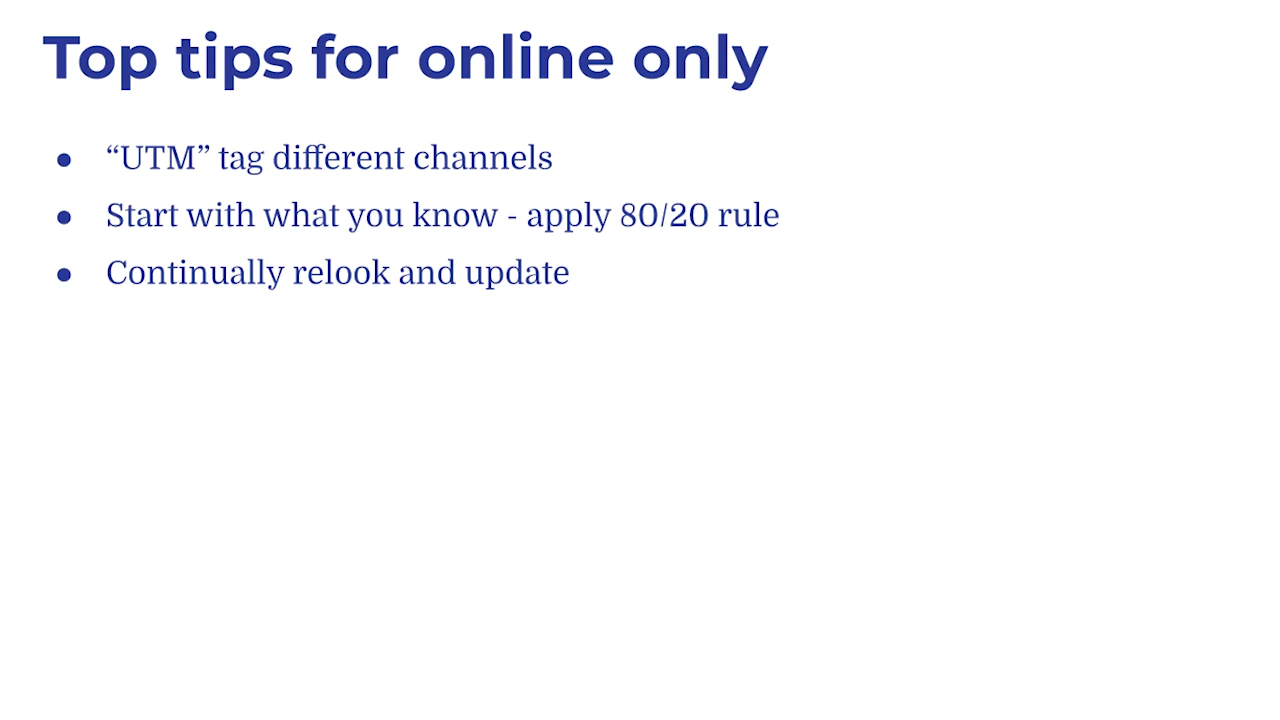 Top tips for online only
● “UTM” tag different channels
● Start with what you know - apply 80/20 rule
● Continually relook and update